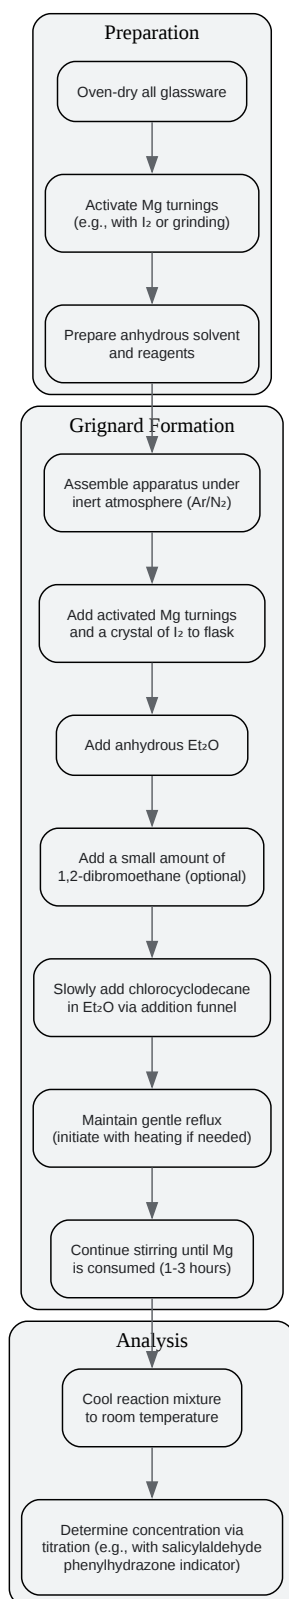 Preparation
Oven-dry all glassware
Activate Mg turnings
(e.g., with I₂ or grinding)
Prepare anhydrous solvent
and reagents
Grignard Formation
Assemble apparatus under
inert atmosphere (Ar/N₂)
Add activated Mg turnings
and a crystal of I₂ to flask
Add anhydrous Et₂O
Add a small amount of
1,2-dibromoethane (optional)
Slowly add chlorocyclodecane
in Et₂O via addition funnel
Maintain gentle reflux
(initiate with heating if needed)
Continue stirring until Mg
is consumed (1-3 hours)
Analysis
Cool reaction mixture
to room temperature
Determine concentration via
titration (e.g., with salicylaldehyde
phenylhydrazone indicator)